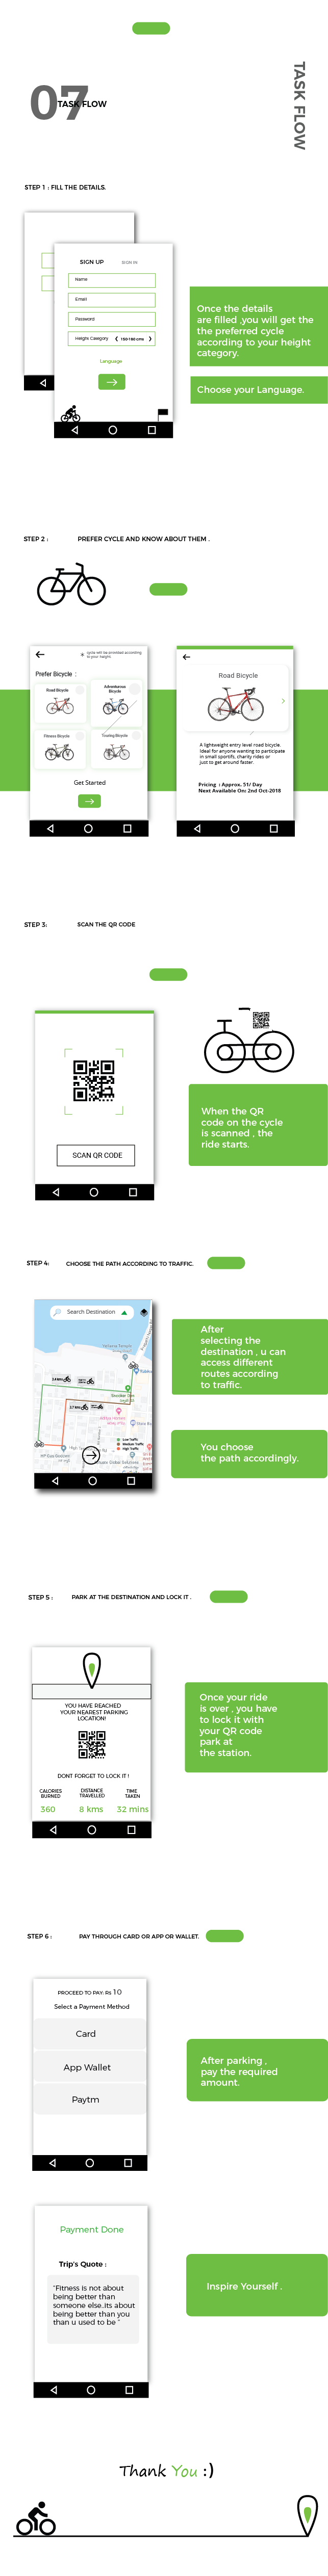 07
TASK FLOW
TASK FLOW
STEP 1 : FILL THE DETAILS.
SIGN UP
SIGN IN
Name
Email
Password
Height Category
150-160 cms
Language
Once the details
are filled ,you will get the
the preferred cycle
according to your height
category.
Choose your Language.
STEP 2 :
PREFER CYCLE AND KNOW ABOUT THEM .
cycle will be provided according
to your height.
Prefer Bicycle :
Road Bicycle
Adventurous
Bicycle
Fitness Bicycle
Touring Bicycle
Get Started
Road Bicycle
A lightweight entry level road bicycle.
Ideal for anyone wanting to participate
in small sportifs, charity rides or
just to get around faster.
Pricing : Approx. 51/ Day
Next Available On: 2nd Oct-2018
STEP 3:
SCAN THE QR CODE
SCAN QR CODE
When the QR
code on the cycle
is scanned , the
ride starts.
STEP 4:
CHOOSE THE PATH ACCORDING TO TRAFFIC.
Search Destination
Low Traffic
Medium Traffic
High Traffic
After
selecting the
destination , u can
access different
routes according
to traffic.
You choose
the path accordingly.
STEP 5 :
PARK AT THE DESTINATION AND LOCK IT .
YOU HAVE REACHED
YOUR NEAREST PARKING
LOCATION!
DONT FORGET TO LOCK IT !
CALORIES
BURNED
DISTANCE
TRAVELLED
TIME
TAKEN
360
8 kms
32 mins
Once your ride
is over , you have
to lock it with
your QR code
park at
the station.
STEP 6 :
PAY THROUGH CARD OR APP OR WALLET.
PROCEED TO PAY: Rs 10
Select a Payment Method
Card
App Wallet
Paytm
After parking ,
pay the required
amount.
Payment Done
Trip's Quote :
"Fitness is not about
being better than
someone else..its about
being better than you
than u used to be "
Inspire Yourself .
Thank You :)